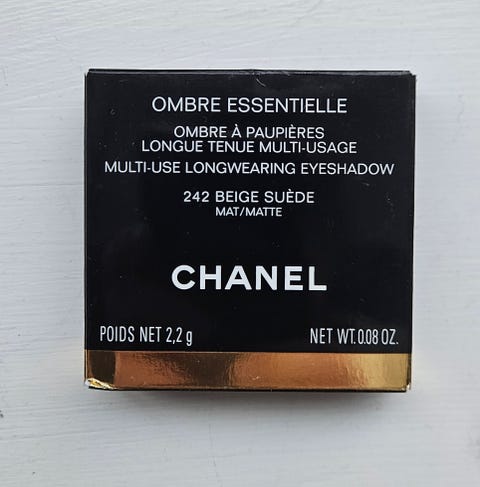 OMBRE ESSENTIELLE
OMBRE À PAUPIÈRES
LONGUE TENUE MULTI-USAGE
MULTI-USE LONGWEARING EYESHADOW
242 BEIGE SUÈDE
MAT/MATTE
CHANEL
POIDS NET 2,2 g NET WT. 0.08 OZ.